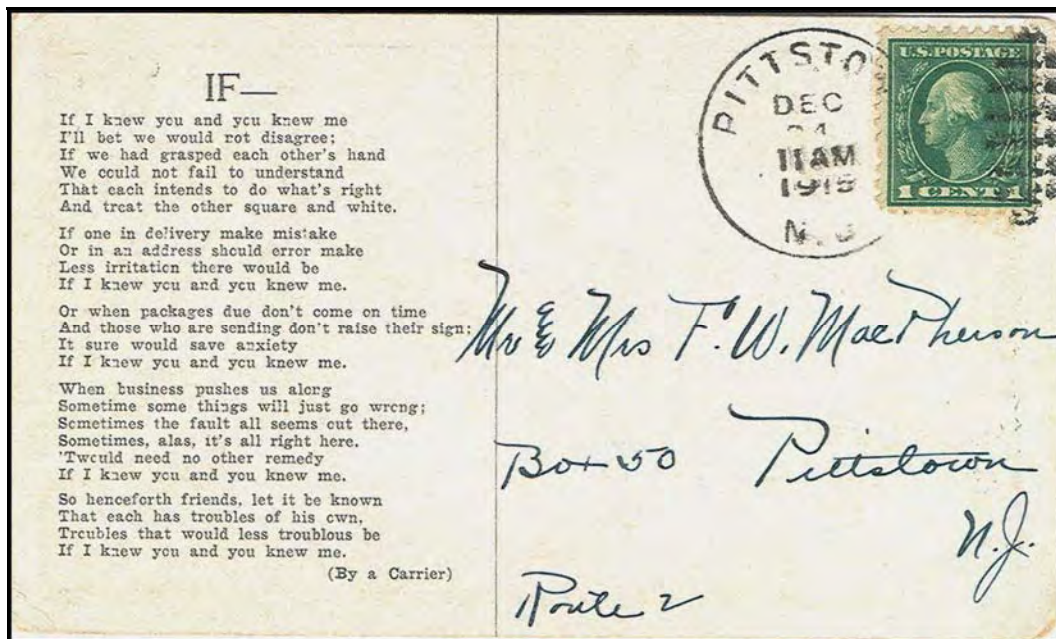 IF—
If I knew you and you knew me
I'll bet we would not disagree;
If we had grasped each other's hand
We could not fail to understand
That each intends to do what's right
And treat the other square and white.
If one in delivery make mistake
Or in an address should error make
Less irritation there would be
If I knew you and you knew me.
Or when packages due don't come on time
And those who are sending don't raise their sign;
It sure would save anxiety
If I knew you and you knew me.
When business pushes us along
Sometime some things will just go wrong;
Sometimes the fault all seems out there,
Sometimes, alas, it's all right here.
'Twould need no other remedy
If I knew you and you knew me.
So henceforth friends, let it be known
That each has troubles of his own,
Troubles that would less troublous be
If I knew you and you knew me.
(By a Carrier)
PITTSTO
DEC
11 AM
N.J
U.S. POSTAGE
1 CENT 1
Mr & Mrs F. W. MacPherson
Box 50 Pittstown
N.J.
Route 2